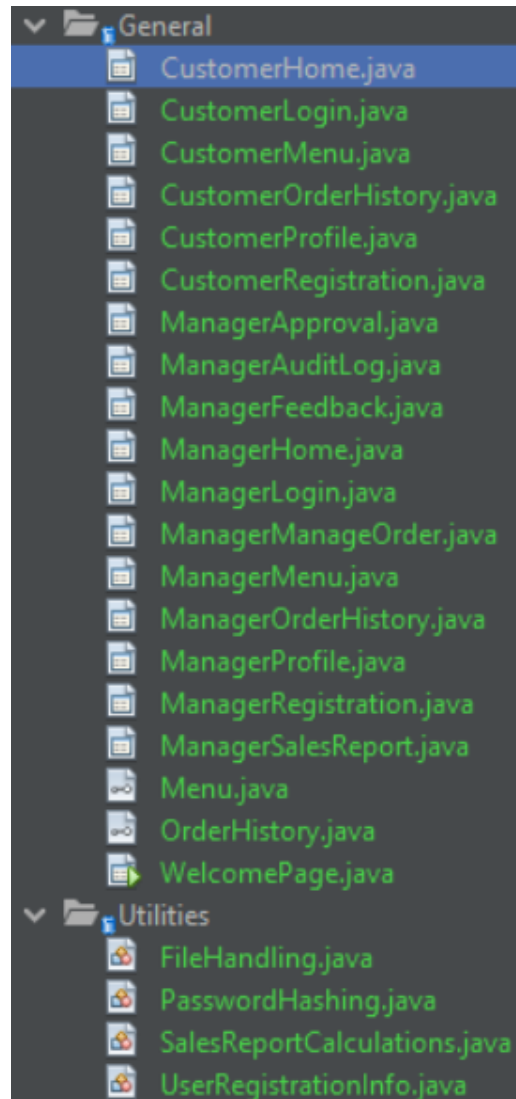 General
CustomerHome.java
CustomerLogin.java
CustomerMenu.java
CustomerOrderHistory.java
CustomerProfile.java
CustomerRegistration.java
ManagerApproval.java
ManagerAuditLog.java
ManagerFeedback.java
ManagerHome.java
ManagerLogin.java
ManagerManageOrder.java
ManagerMenu.java
ManagerOrderHistory.java
ManagerProfile.java
ManagerRegistration.java
ManagerSalesReport.java
Menu.java
OrderHistory.java
WelcomePage.java
Utilities
FileHandling.java
PasswordHashing.java
SalesReportCalculations.java
UserRegistrationInfo.java